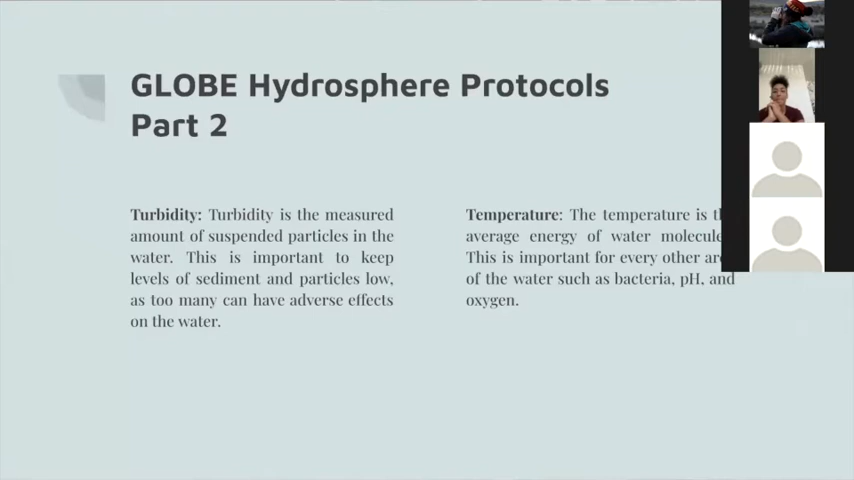 GLOBE Hydrosphere Protocols
Part 2
Turbidity: Turbidity is the measured
amount of suspended particles in the
water. This is important to keep
levels of sediment and particles low,
as too many can have adverse effects
on the water.
Temperature: The temperature is
average energy of water
This is important for every other
of the water such as bacteria, pH, and
oxygen.